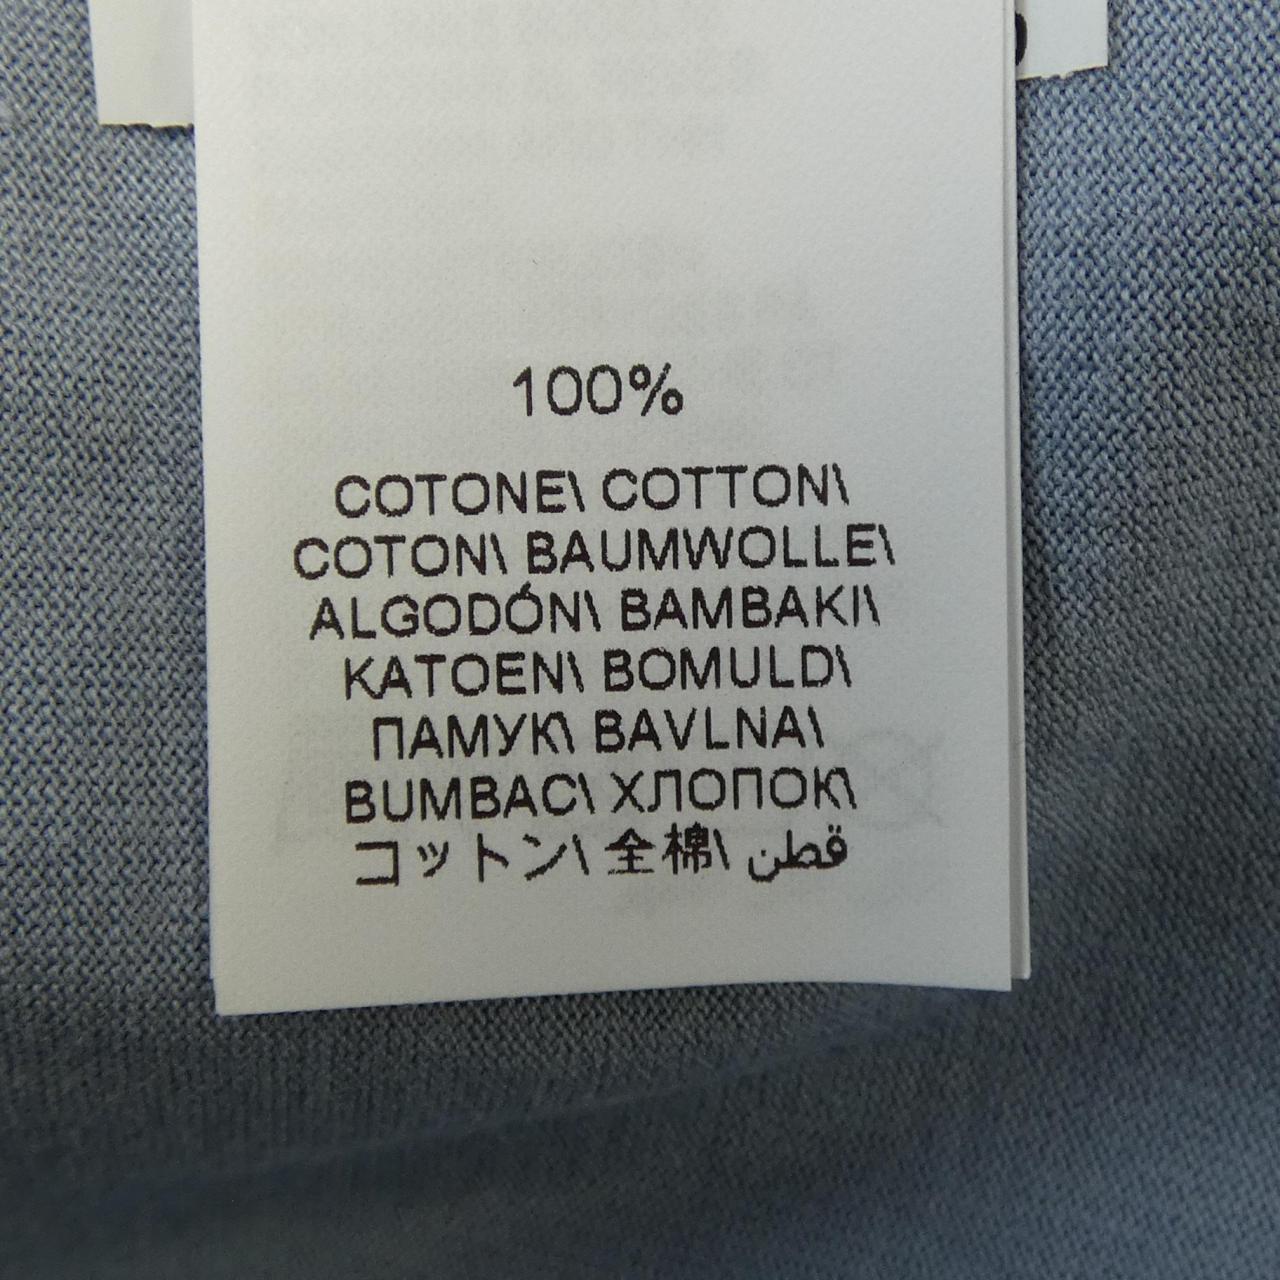 100%
COTONE\ COTTON\
COTON\ BAUMWOLLE\
ALGODÓN\ BAMBAKI\
KATOEN\ BOMULD\
ПАМУК\ BAVLNA\
BUMBAC\ ХЛОПОК\
コットン\ 全棉\ قطن